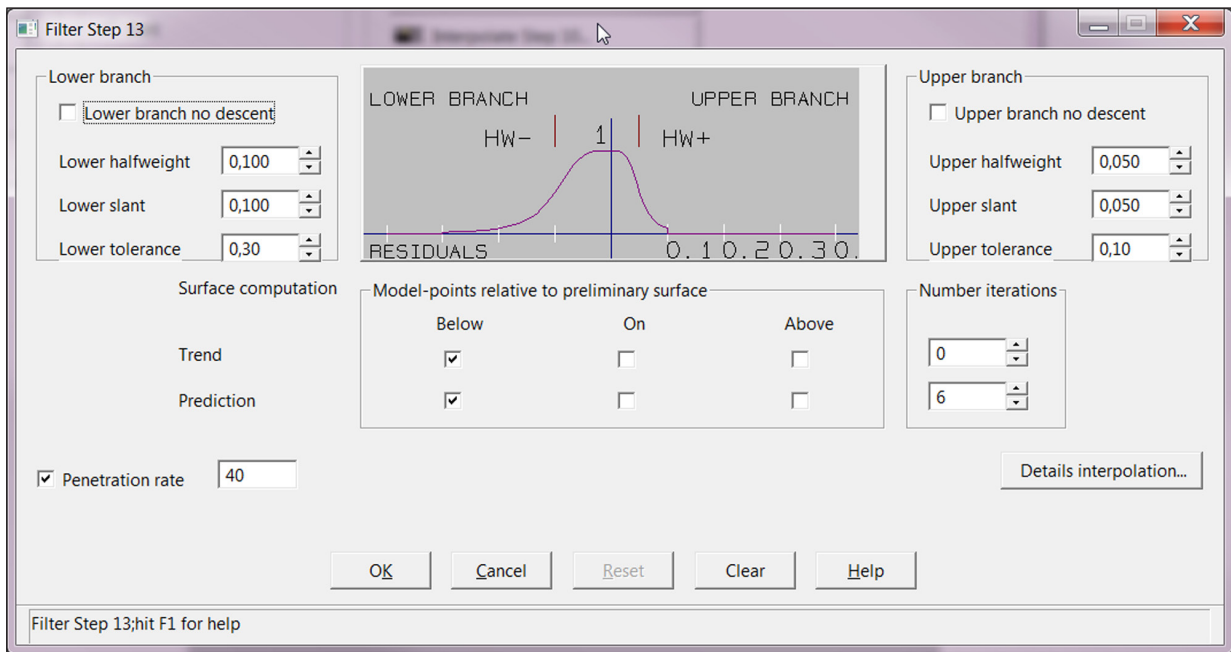 Filter Step 13
Interpolate Step 10...
Lower branch
Lower branch no descent
Lower halfweight 0,100
Lower slant 0,100
Lower tolerance 0,30
LOWER BRANCH UPPER BRANCH
HW- 1 HW+
RESIDUALS 0.10.20.30.
Upper branch
Upper branch no descent
Upper halfweight 0,050
Upper slant 0,050
Upper tolerance 0,10
Surface computation
Model-points relative to preliminary surface
Below On Above
Trend
Prediction
Number iterations
0
6
Penetration rate 40
Details interpolation...
OK Cancel Reset Clear Help
Filter Step 13;hit F1 for help